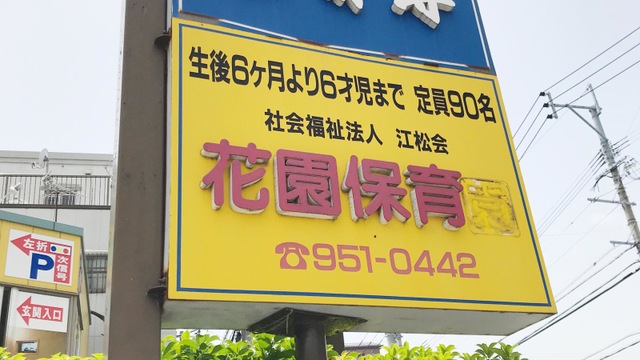 生後6ヶ月より6才児まで 定員90名
社会福祉法人 江松会
花園保育
☎951-0442
左折
次信号
P
玄関入口